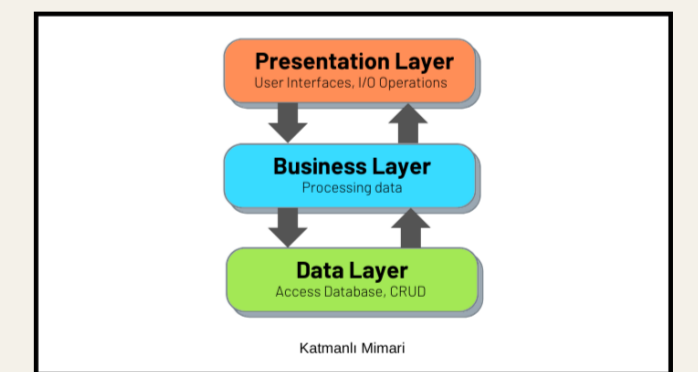 Presentation Layer
User Interfaces, I/O Operations
Business Layer
Processing data
Data Layer
Access Database, CRUD
Katmanlı Mimari